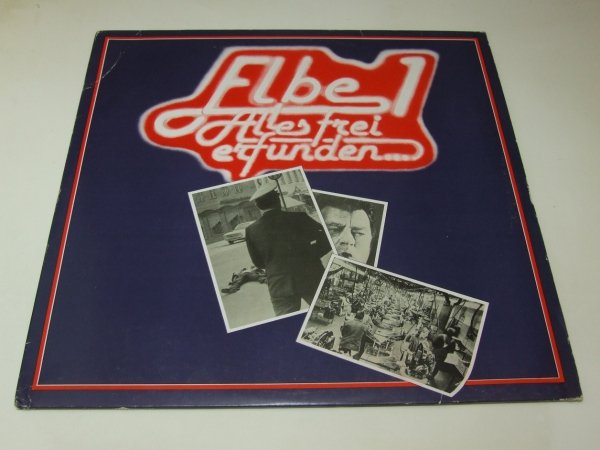 Elbe 1
Alles frei
erfunden...